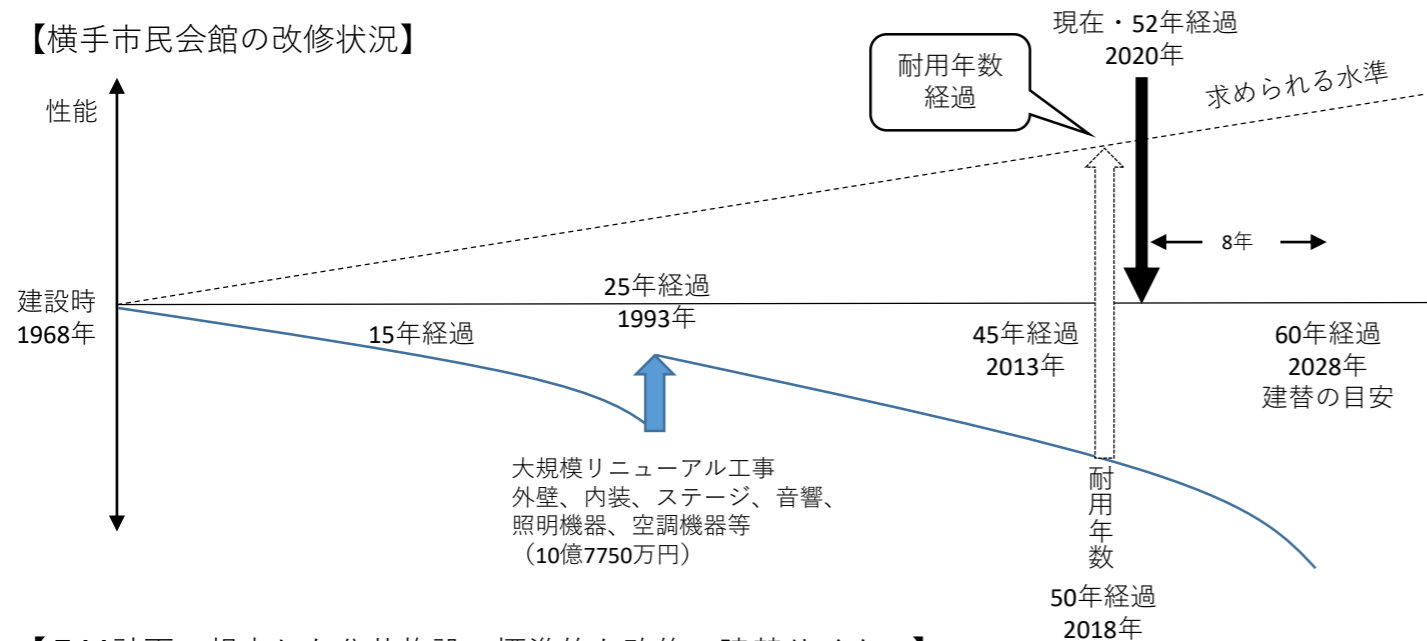 【横手市民会館の改修状況】
現在・52年経過
2020年
耐用年数
経過
求められる水準
性能
8年
建設時
1968年
15年経過
25年経過
1993年
45年経過
2013年
60年経過
2028年
建替の目安
大規模リニューアル工事
外壁、内装、ステージ、音響、
照明機器、空調機器等
（10億7750万円）
耐用年数
50年経過
2018年